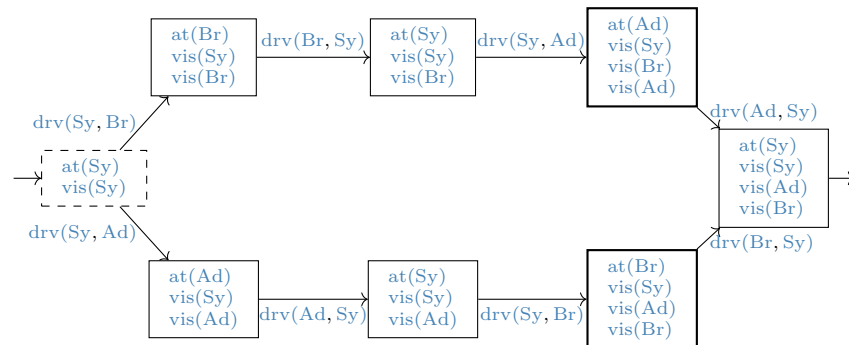 at(Br)
vis(Sy)
vis(Br)
drv(Br, Sy)
at(Sy)
vis(Sy)
vis(Br)
drv(Sy, Ad)
at(Ad)
vis(Sy)
vis(Br)
vis(Ad)
drv(Sy, Br)
drv(Ad, Sy)
at(Sy)
vis(Sy)
at(Sy)
vis(Sy)
vis(Ad)
vis(Br)
drv(Sy, Ad)
drv(Br, Sy)
at(Ad)
vis(Sy)
vis(Ad)
drv(Ad, Sy)
at(Sy)
vis(Sy)
vis(Ad)
drv(Sy, Br)
at(Br)
vis(Sy)
vis(Ad)
vis(Br)